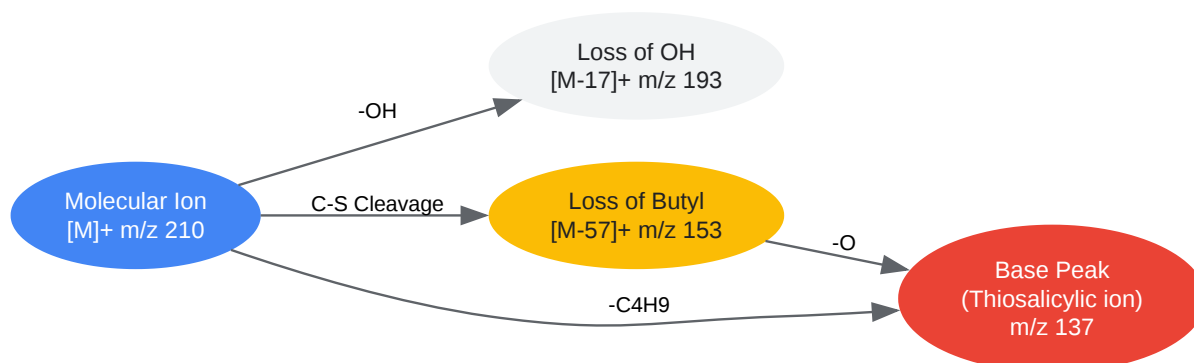 Loss of OH
[M-17]+ m/z 193
-OH
Molecular Ion
[M]+ m/z 210
C-S Cleavage
Loss of Butyl
[M-57]+ m/z 153
-O
Base Peak
(Thiosalicylic ion)
m/z 137
-C4H9